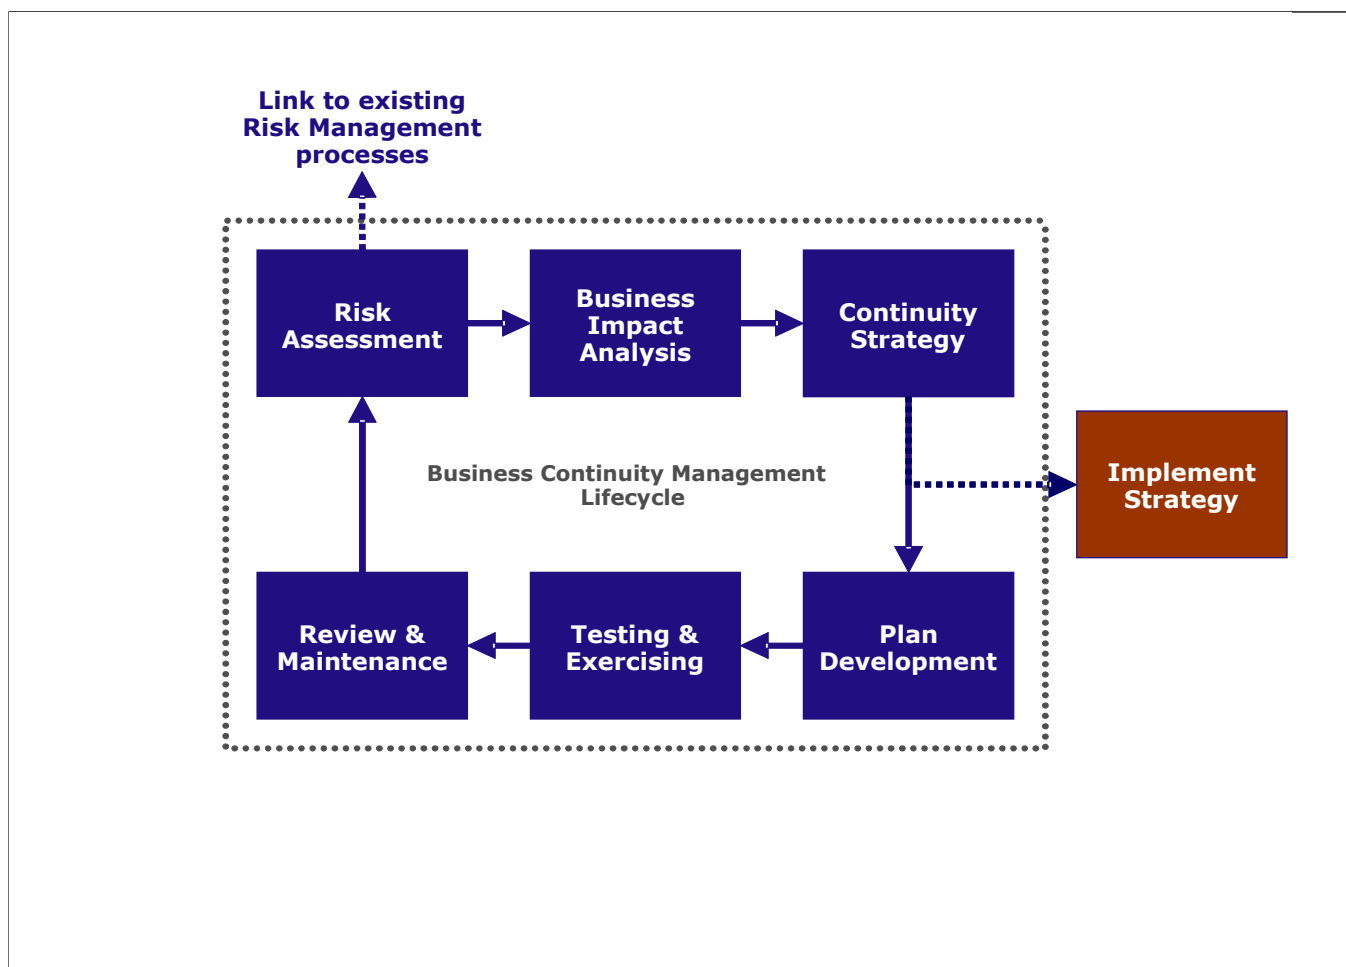 Link to existing
Risk Management
processes
Risk
Assessment
Business
Impact
Analysis
Continuity
Strategy
Business Continuity Management
Lifecycle
Implement
Strategy
Review &
Maintenance
Testing &
Exercising
Plan
Development